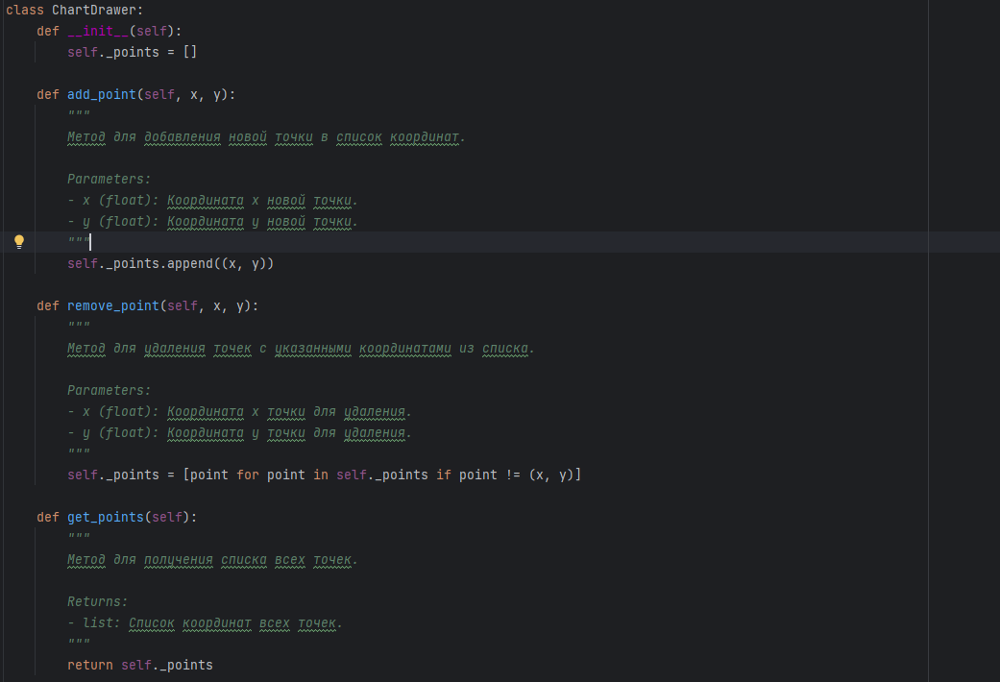 class ChartDrawer:
    def __init__(self):
        self._points = []

    def add_point(self, x, y):
        """
        Метод для добавления новой точки в список координат.

        Parameters:
        - x (float): Координата x новой точки.
        - y (float): Координата y новой точки.
        """
        self._points.append((x, y))

    def remove_point(self, x, y):
        """
        Метод для удаления точек с указанными координатами из списка.

        Parameters:
        - x (float): Координата x точки для удаления.
        - y (float): Координата y точки для удаления.
        """
        self._points = [point for point in self._points if point != (x, y)]

    def get_points(self):
        """
        Метод для получения списка всех точек.

        Returns:
        - list: Список координат всех точек.
        """
        return self._points